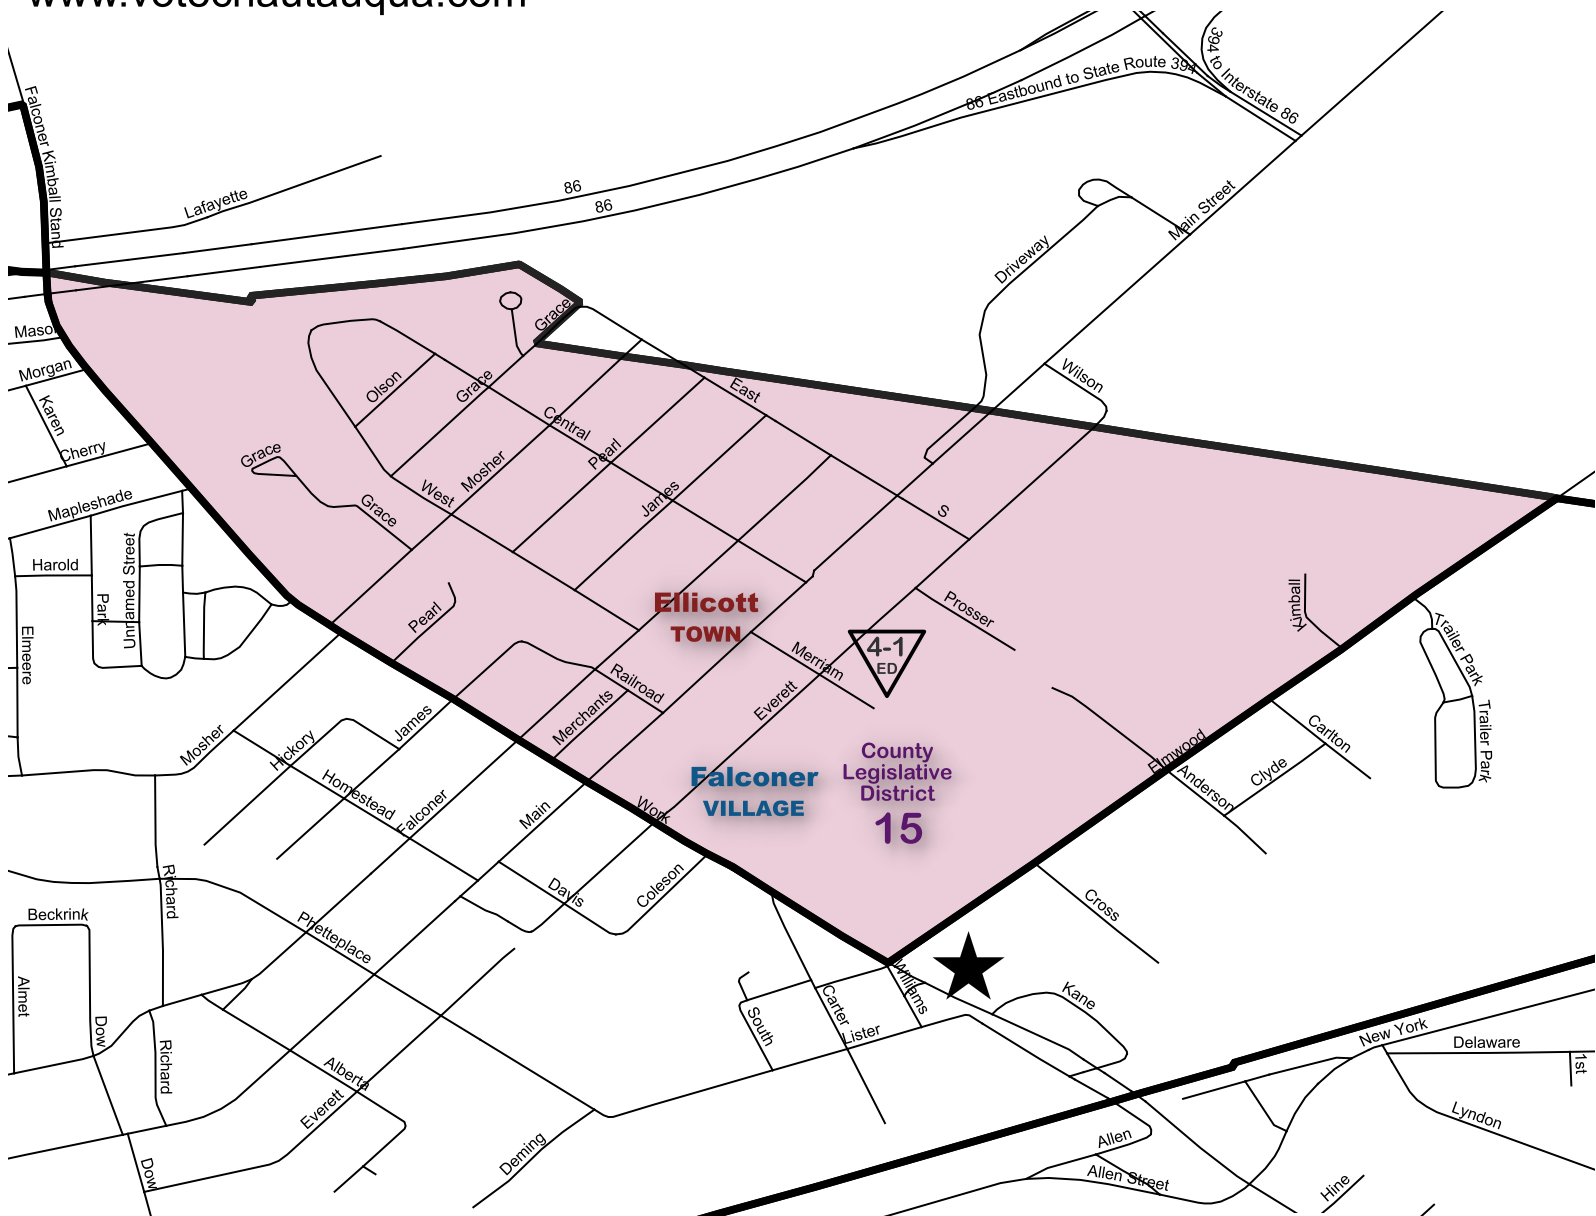 www.votechautauqua.com
394 to Interstate 86
86 Eastbound to State Route 394
Falconer Kimball Stand
Lafayette
86
86
Main Street
Driveway
Mason
Morgan
Karen
Cherry
Mapleshade
Harold
Park
Unnamed Street
Elmeere
Grace
Olson
Grace
Central
East
Wilson
Grace
Grace
West
Mosher
Pearl
James
S
Pearl
Ellicott
TOWN
Prosser
4-1
ED
Merriam
Kimball
Trailer Park
Trailer Park
Railroad
Merchants
Everett
Mosher
Hickory
James
Homestead
Falconer
Main
Work
Falconer
VILLAGE
County
Legislative
District
15
Elmwood
Anderson
Carlton
Clyde
Davis
Coleson
Cross
Richard
Beckrink
Phetteplace
Almet
Dow
Richard
Alberta
Everett
Dow
Deming
South
Carter
Williams
Lister
Kane
New York
Delaware
1st
Lyndon
Allen
Allen Street
Hine